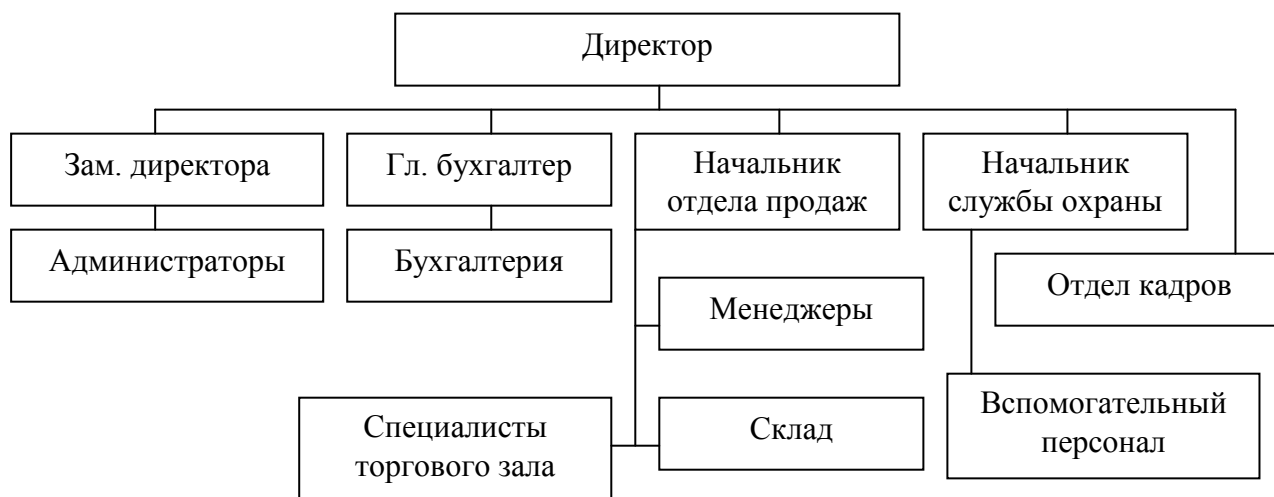 Директор
Зам. директора
Гл. бухгалтер
Начальник
отдела продаж
Начальник
службы охраны
Администраторы
Бухгалтерия
Отдел кадров
Менеджеры
Специалисты
торгового зала
Склад
Вспомогательный
персонал